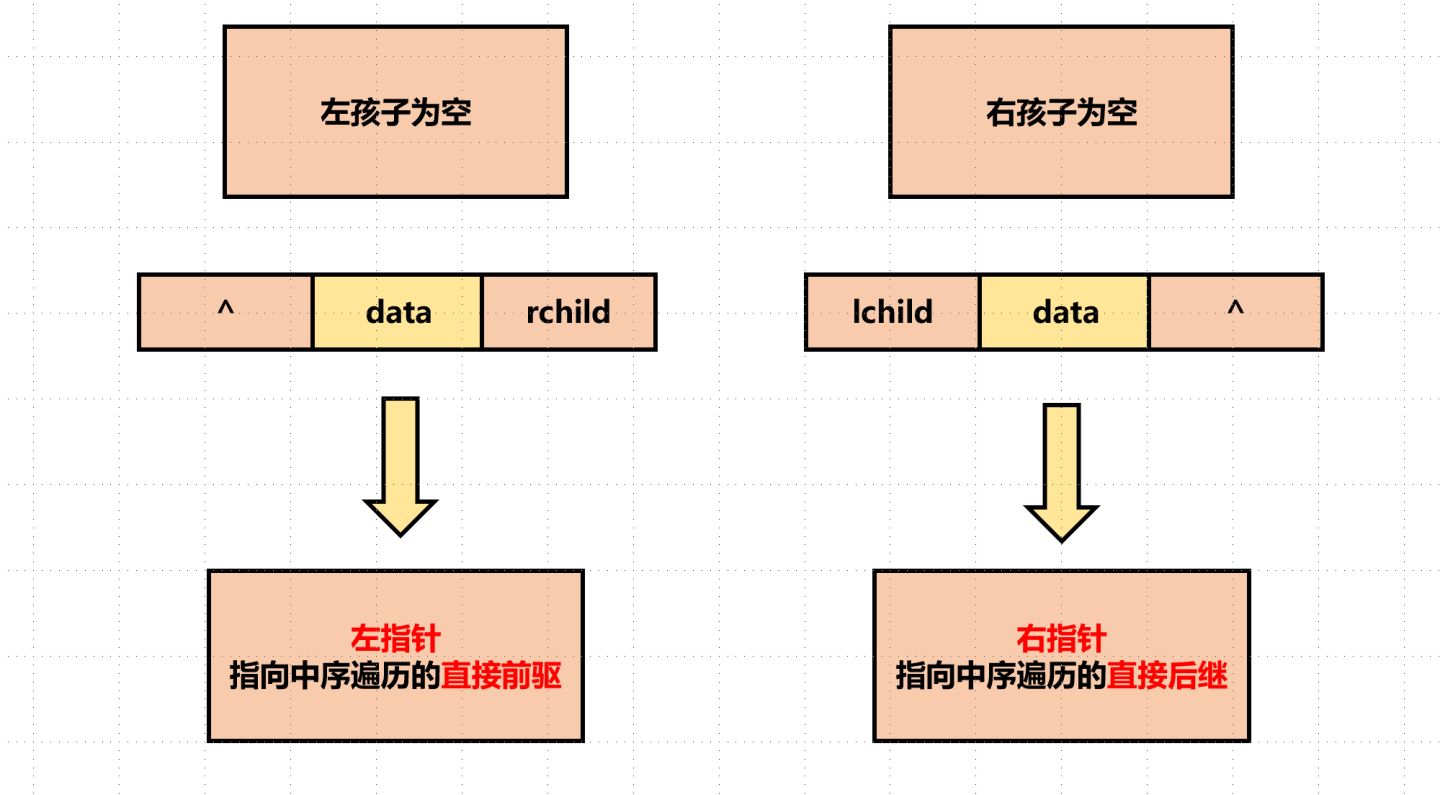 左孩子为空
右孩子为空
^ data rchild
lchild data ^
左指针
指向中序遍历的直接前驱
右指针
指向中序遍历的直接后继